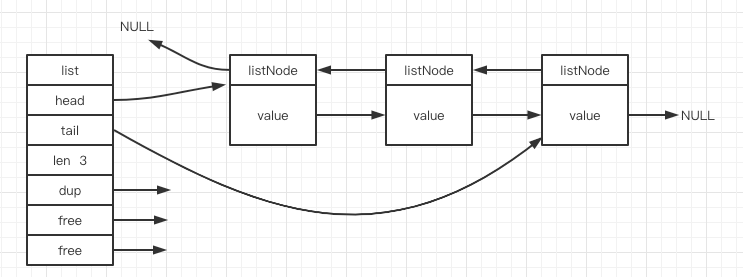 NULL
list
head
tail
len 3
dup
free
free
listNode
value
listNode
value
listNode
value
NULL